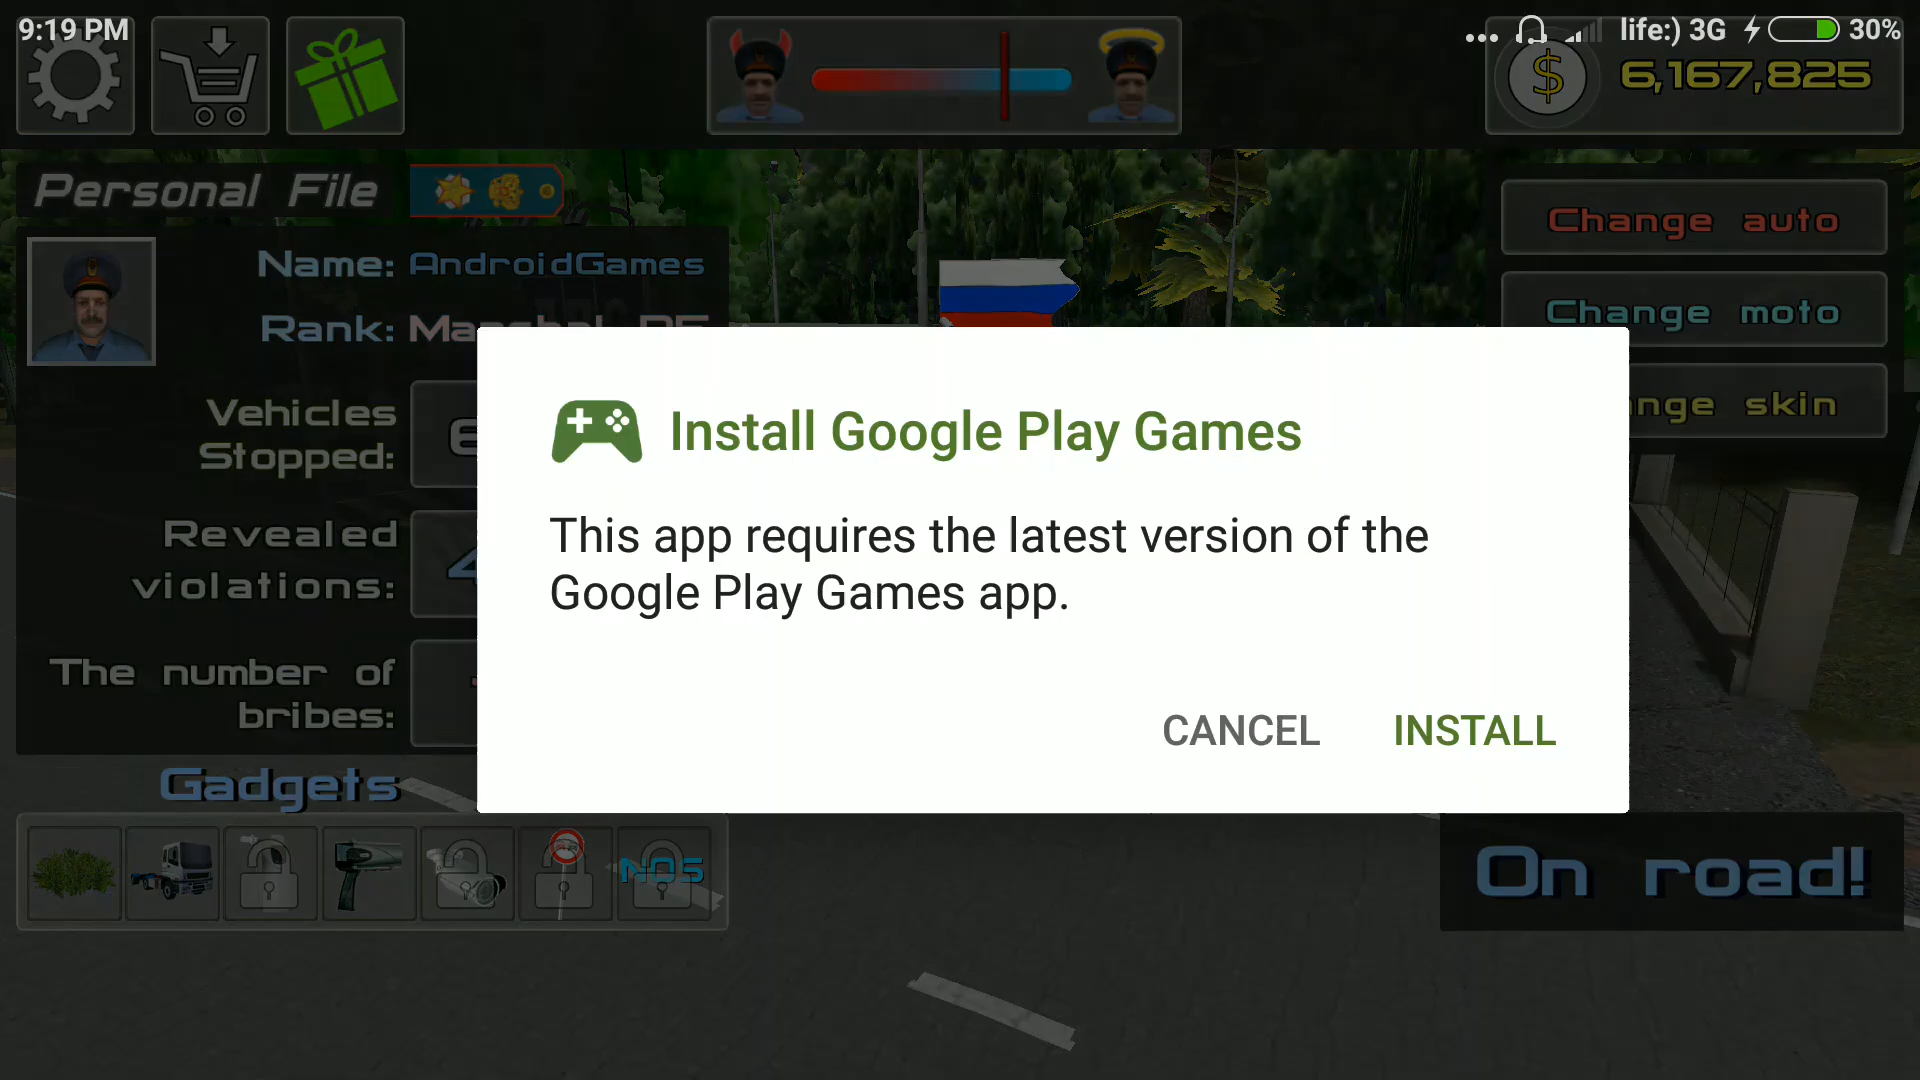 9:19 PM
life:) 3G 30%
6,167,825
Personal File
Name: AndroidGames
Rank:
Change auto
Change moto
skin
Vehicles
Stopped:
Revealed
violations:
The number of
bribes:
Install Google Play Games
This app requires the latest version of the
Google Play Games app.
CANCEL INSTALL
Gadgets
NOS
On road!